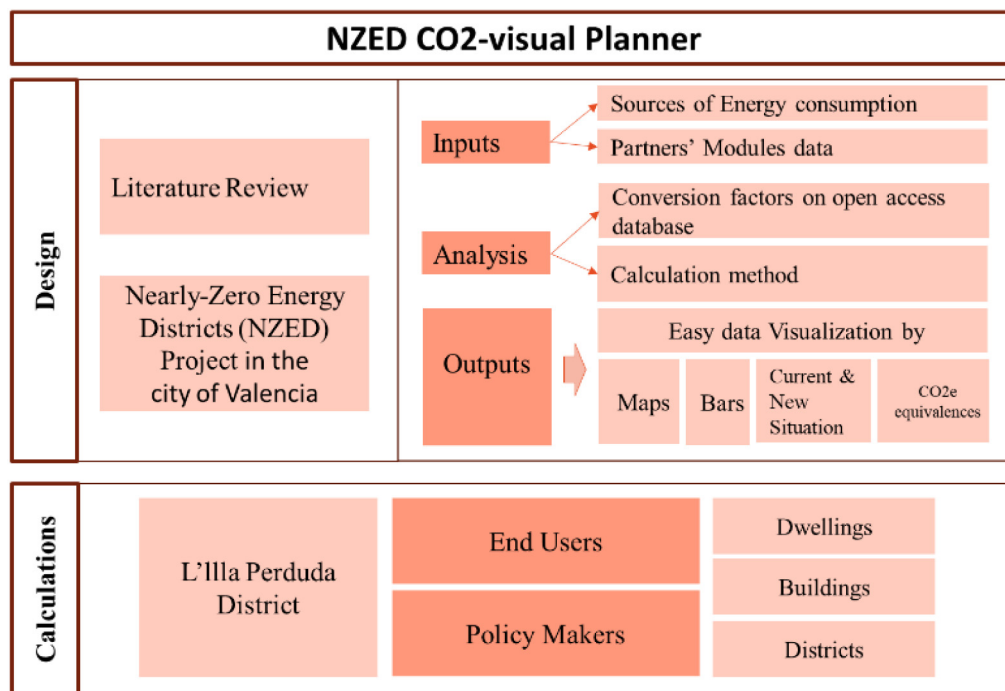 NZED CO2-visual Planner
Design
Literature Review
Nearly-Zero Energy
Districts (NZED)
Project in the
city of Valencia
Inputs
Sources of Energy consumption
Partners' Modules data
Analysis
Conversion factors on open access
database
Calculation method
Outputs
Easy data Visualization by
Maps
Bars
Current &
New
Situation
CO2e
equivalences
Calculations
L'Illa Perduda
District
End Users
Policy Makers
Dwellings
Buildings
Districts